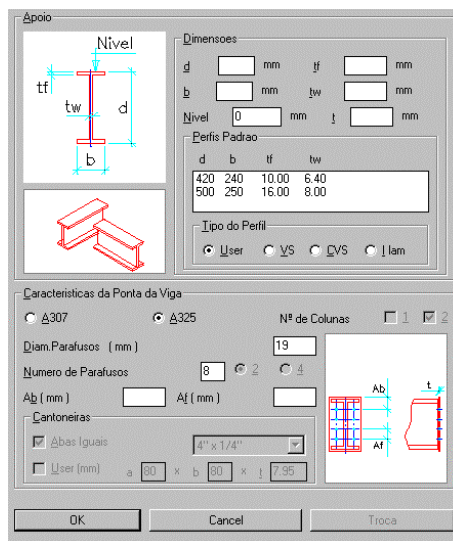 Apoio
Nivel
tf
tw
d
b
Dimensoes
d mm tf mm
b mm tw mm
Nivel 0 mm t mm
Perfis Padrao
d b tf tw
420 240 10.00 6.40
500 250 16.00 8.00
Tipo do Perfil
User VS CVS I lam
Caracteristicas da Ponta da Viga
A307 A325 Nº de Colunas 1 2
Diam.Parafusos (mm) 19
Numero de Parafusos 8 2 4
Ab (mm) Af (mm)
Cantoneiras
Abas Iguais 4" x 1/4"
User (mm) a 80 x b 80 x t 7.95
Ab t
Af
OK Cancel Troca